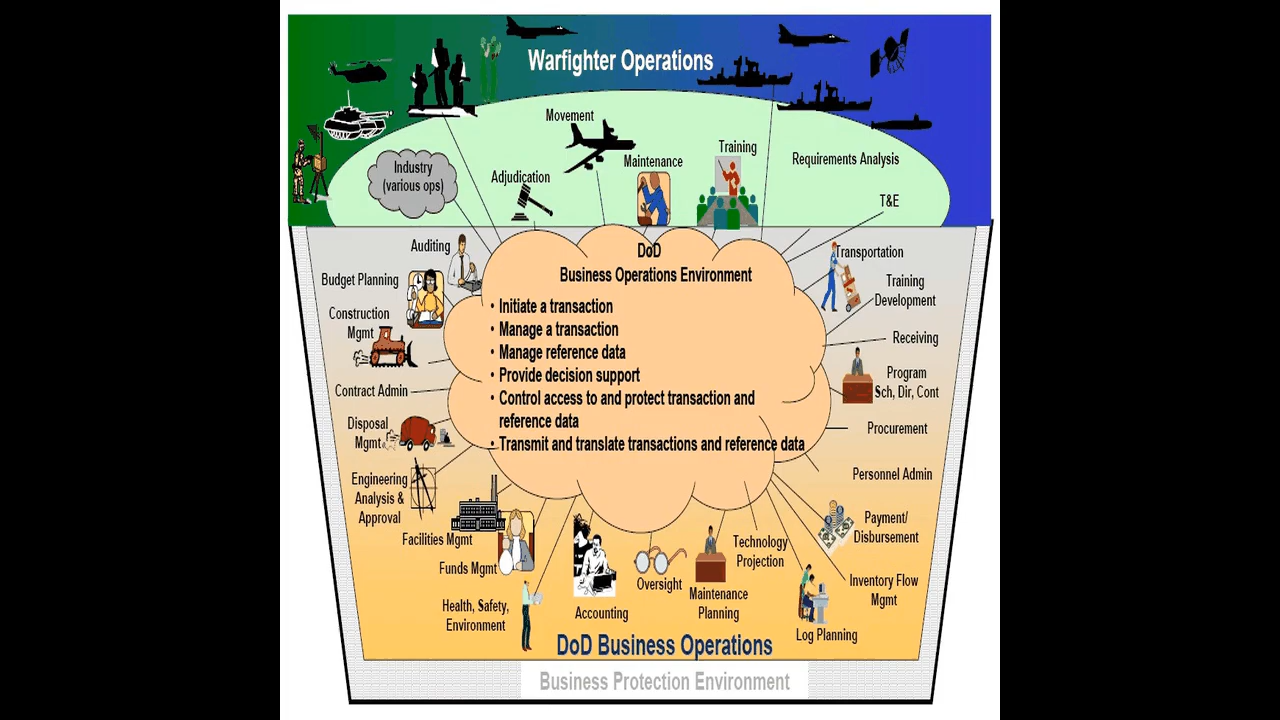 Warfighter Operations
Movement
Industry
(various ops)
Adjudication
Maintenance
Training
Requirements Analysis
T&E
Auditing
Budget Planning
Construction
Mgmt
Contract Admin
Disposal
Mgmt
Engineering
Analysis &
Approval
Facilities Mgmt
Funds Mgmt
Health, Safety,
Environment
DoD
Business Operations Environment
• Initiate a transaction
• Manage a transaction
• Manage reference data
• Provide decision support
• Control access to and protect transaction and
reference data
• Transmit and translate transactions and reference data
Transportation
Training
Development
Receiving
Program
Sch, Dir, Cont
Procurement
Personnel Admin
Payment/
Disbursement
Inventory Flow
Mgmt
Log Planning
Technology
Projection
Maintenance
Planning
Oversight
Accounting
DoD Business Operations
Business Protection Environment